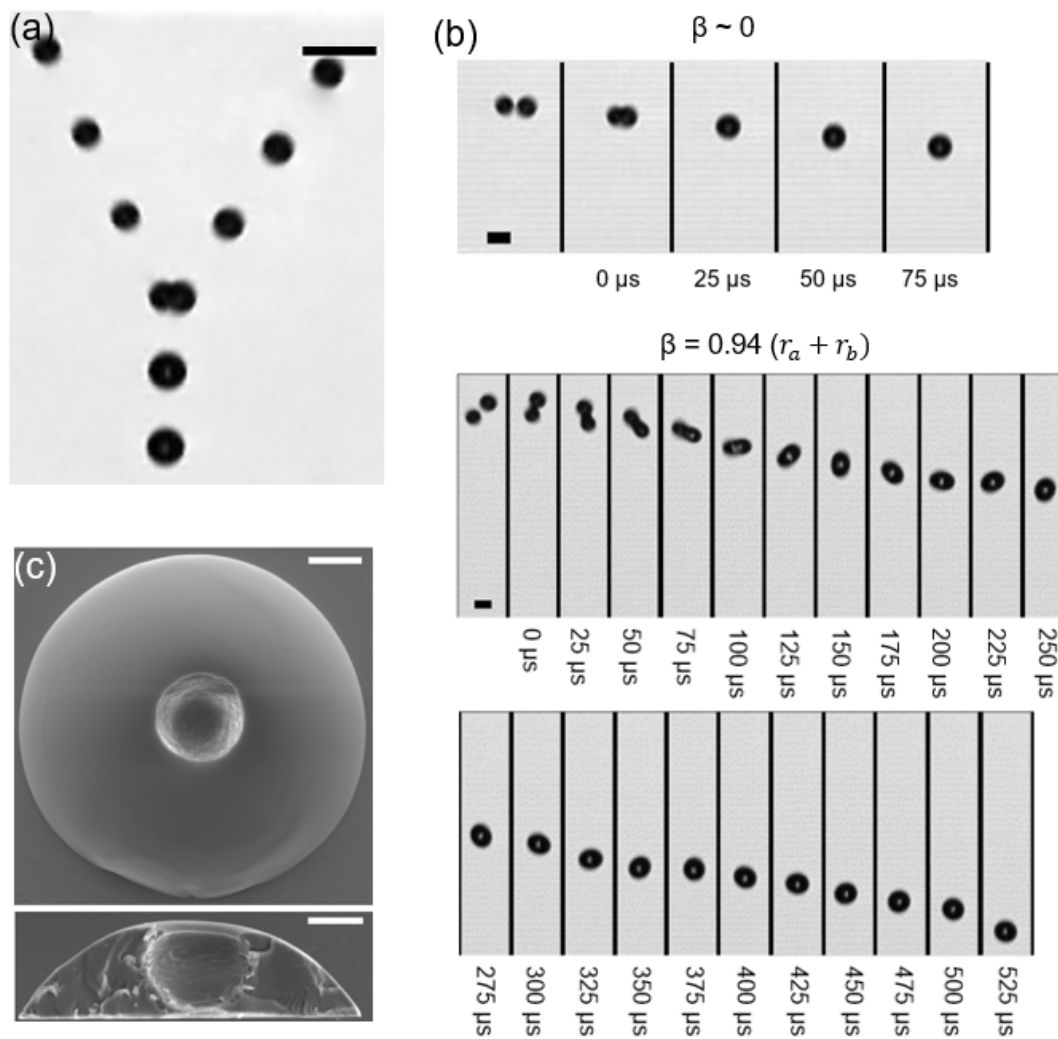 (a)
(b)
β ~ 0
0 µs 25 µs 50 µs 75 µs
β = 0.94 (r_a + r_b)
0 µs 25 µs 50 µs 75 µs 100 µs 125 µs 150 µs 175 µs 200 µs 225 µs 250 µs
(c)
275 µs 300 µs 325 µs 350 µs 375 µs 400 µs 425 µs 450 µs 475 µs 500 µs 525 µs